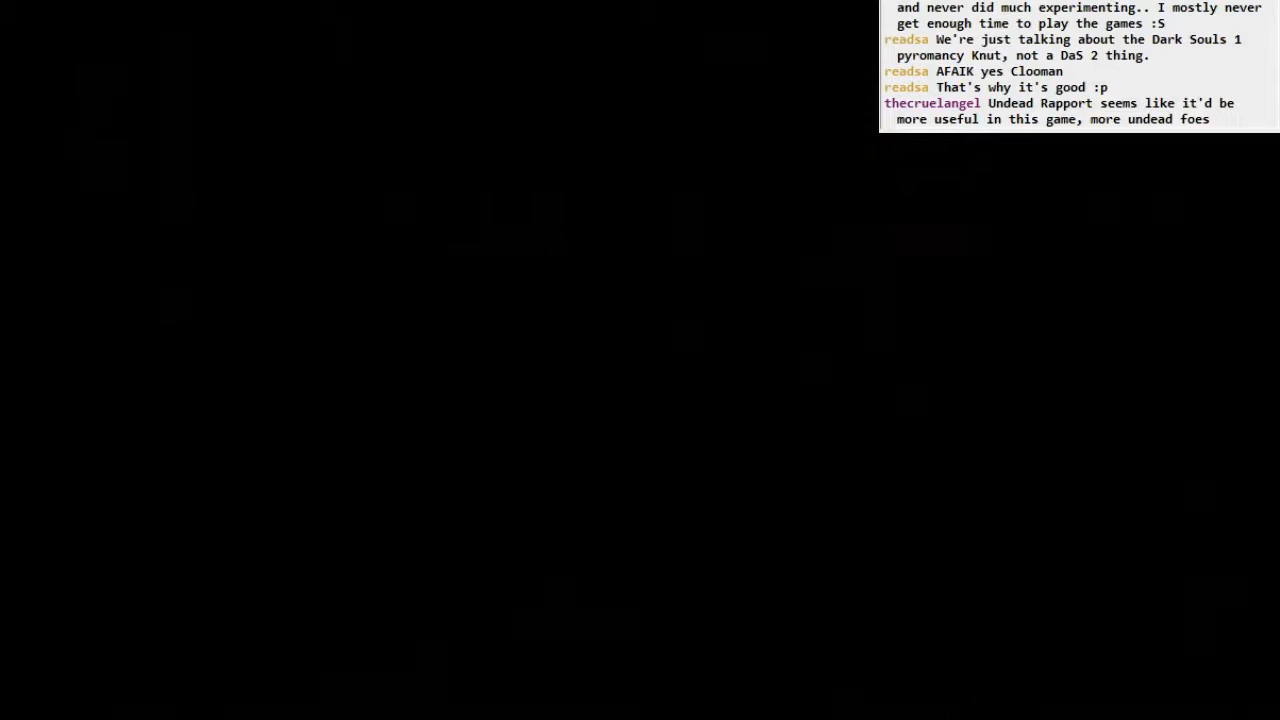 and never did much experimenting.. I mostly never
get enough time to play the games :S
readsa We're just talking about the Dark Souls 1
pyromancy Knut, not a DaS 2 thing.
readsa AFAIK yes Clooman
readsa That's why it's good :p
thecruelangel Undead Rapport seems like it'd be
more useful in this game, more undead foes